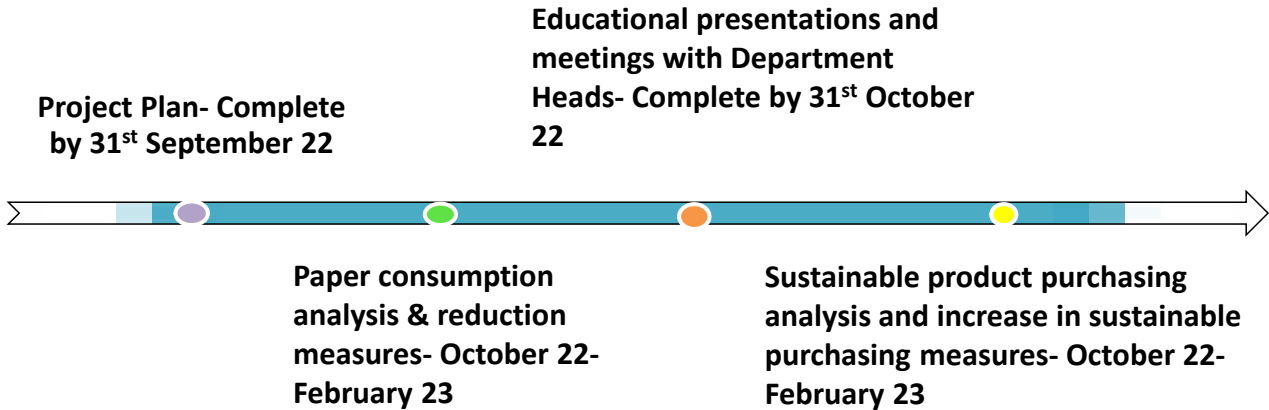 Project Plan- Complete
by 31st September 22
Paper consumption
analysis & reduction
measures- October 22-
February 23
Educational presentations and
meetings with Department
Heads- Complete by 31st October
22
Sustainable product purchasing
analysis and increase in sustainable
purchasing measures- October 22-
February 23